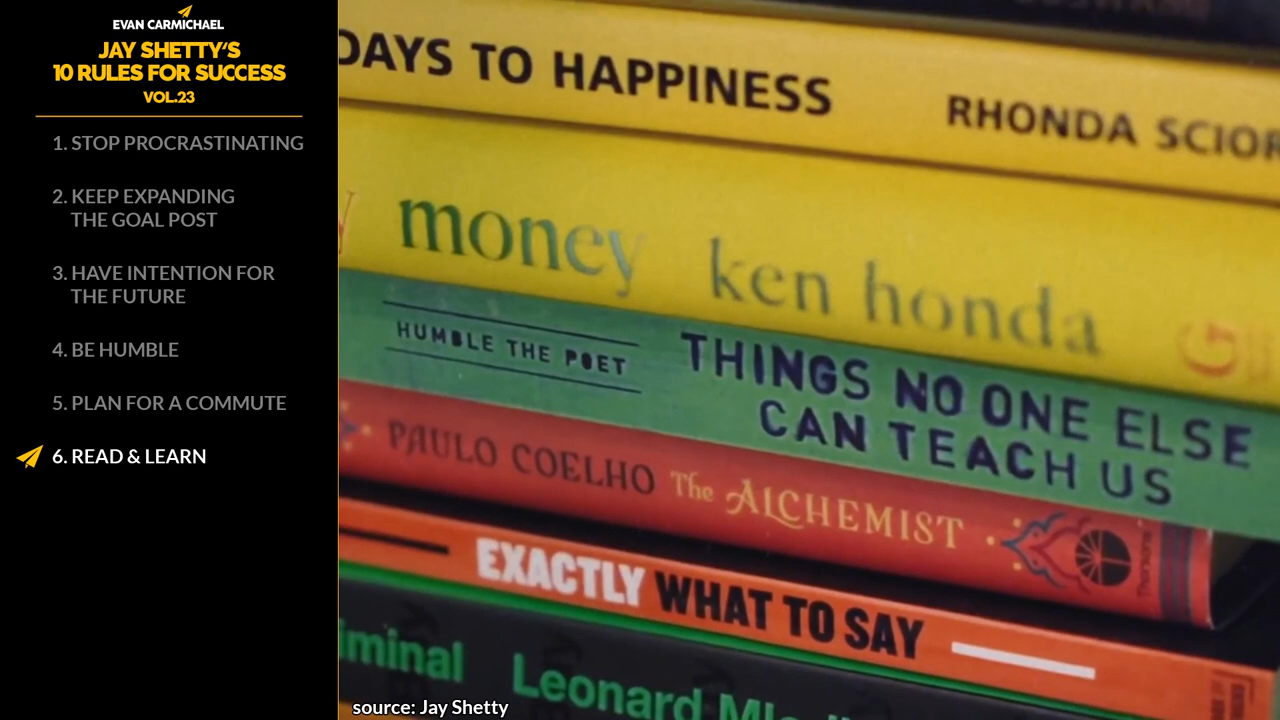 EVAN CARMICHAEL
JAY SHETTY'S
10 RULES FOR SUCCESS
VOL.23
1. STOP PROCRASTINATING
2. KEEP EXPANDING
THE GOAL POST
3. HAVE INTENTION FOR
THE FUTURE
4. BE HUMBLE
5. PLAN FOR A COMMUTE
6. READ & LEARN
DAYS TO HAPPINESS RHONDA SCIOR
money ken honda
HUMBLE THE POET THINGS NO ONE ELSE
CAN TEACH US
PAULO COELHO The ALCHEMIST
EXACTLY WHAT TO SAY
iminal Leonard
source: Jay Shetty